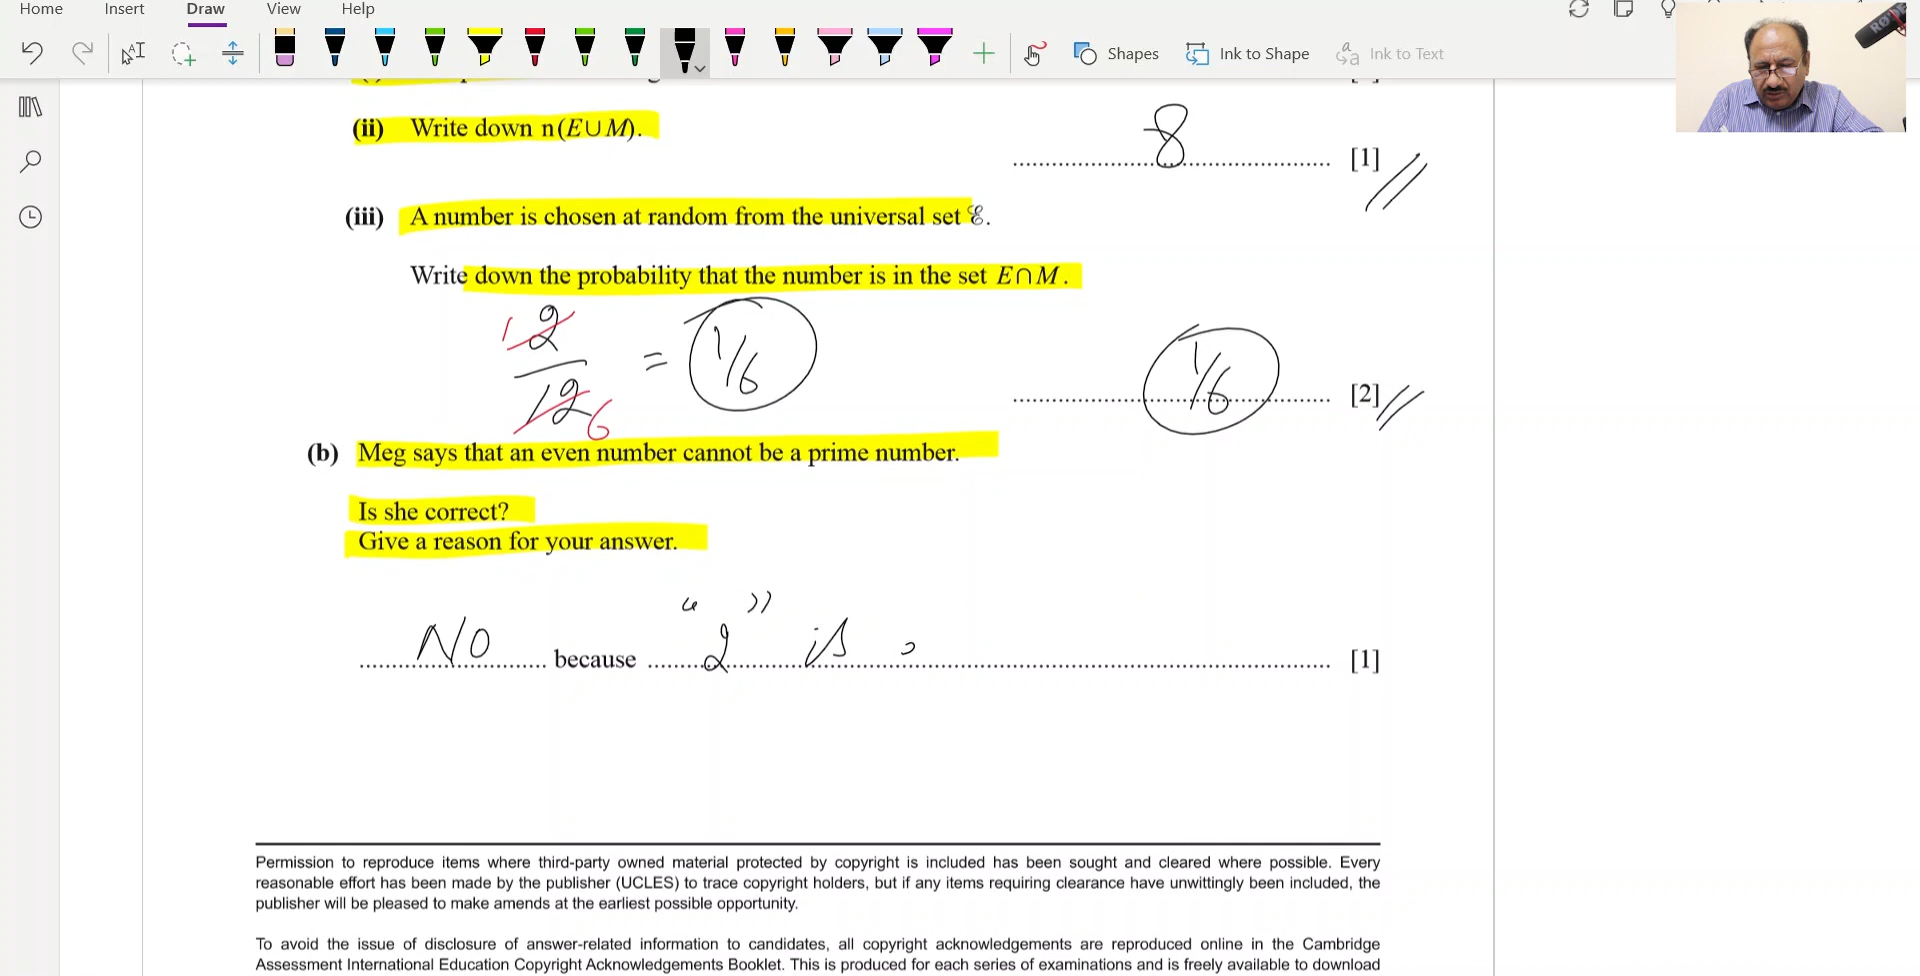 Home Insert Draw View Help
Shapes Ink to Shape Ink to Text
(ii) Write down n(E∪M).
8
[1]
(iii) A number is chosen at random from the universal set ℰ.
Write down the probability that the number is in the set E∩M.
2/12 = 1/6
1 6
1/6 [2]
(b) Meg says that an even number cannot be a prime number.
Is she correct?
Give a reason for your answer.
NO because "2" is [1]
Permission to reproduce items where third-party owned material protected by copyright is included has been sought and cleared where possible. Every
reasonable effort has been made by the publisher (UCLES) to trace copyright holders, but if any items requiring clearance have unwittingly been included, the
publisher will be pleased to make amends at the earliest possible opportunity.
To avoid the issue of disclosure of answer-related information to candidates, all copyright acknowledgements are reproduced online in the Cambridge
Assessment International Education Copyright Acknowledgements Booklet. This is produced for each series of examinations and is freely available to download